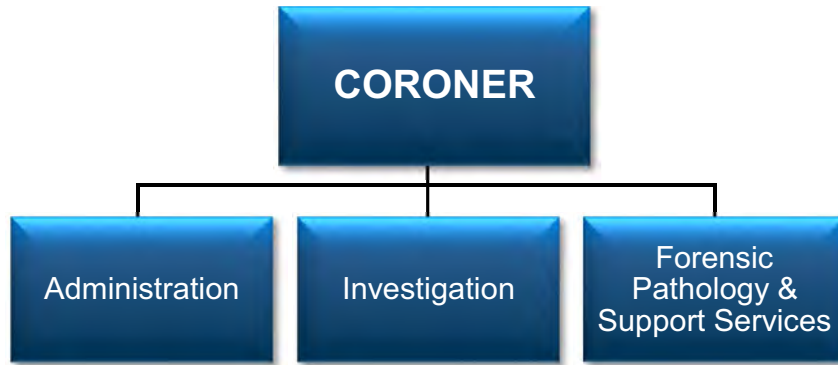 CORONER
Administration
Investigation
Forensic
Pathology &
Support Services